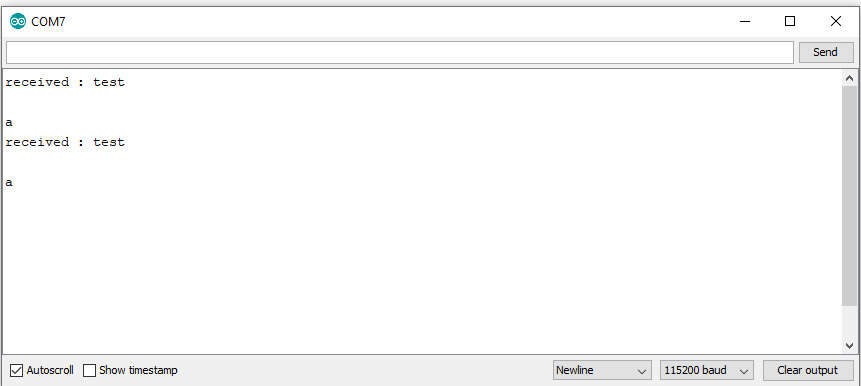 COM7
Send
received : test
a
received : test
a
Autoscroll
Show timestamp
Newline
115200 baud
Clear output